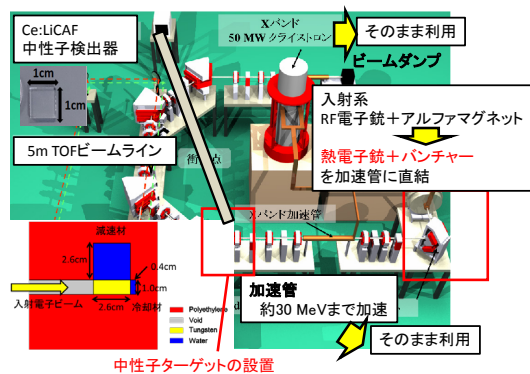 Ce:LiCAF
中性子検出器
1cm
1cm
Xバンド
50 MW クライストロン
そのまま利用
ビームダンプ
入射系
RF電子銃＋アルファマグネット
熱電子銃＋バンチャー
を加速管に直結
5m TOFビームライン
Xバンド加速管
減速材
2.6cm
0.4cm
1.0cm
入射電子ビーム
2.6cm
冷却材
Polyethylene
Void
Tungsten
Water
加速管
約30 MeVまで加速
そのまま利用
中性子ターゲットの設置